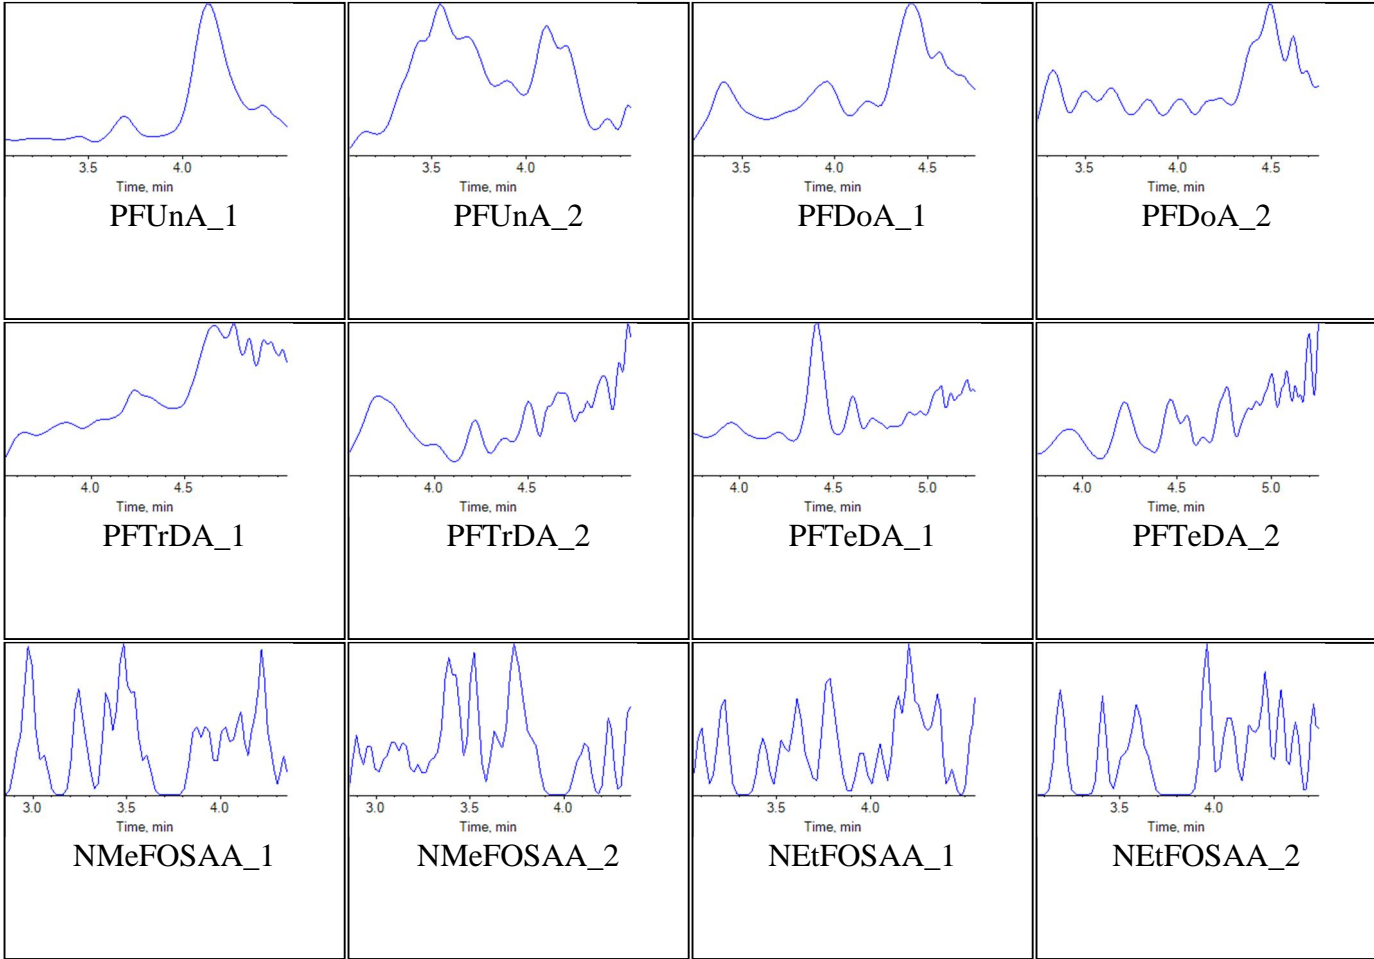 3.5 4.0
Time, min
PFUnA_1
3.5 4.0
Time, min
PFUnA_2
3.5 4.0 4.5
Time, min
PFDoA_1
3.5 4.0 4.5
Time, min
PFDoA_2
4.0 4.5
Time, min
PFTrDA_1
4.0 4.5
Time, min
PFTrDA_2
4.0 4.5 5.0
Time, min
PFTeDA_1
4.0 4.5 5.0
Time, min
PFTeDA_2
3.0 3.5 4.0
Time, min
NMeFOSAA_1
3.0 3.5 4.0
Time, min
NMeFOSAA_2
3.5 4.0
Time, min
NEtFOSAA_1
3.5 4.0
Time, min
NEtFOSAA_2